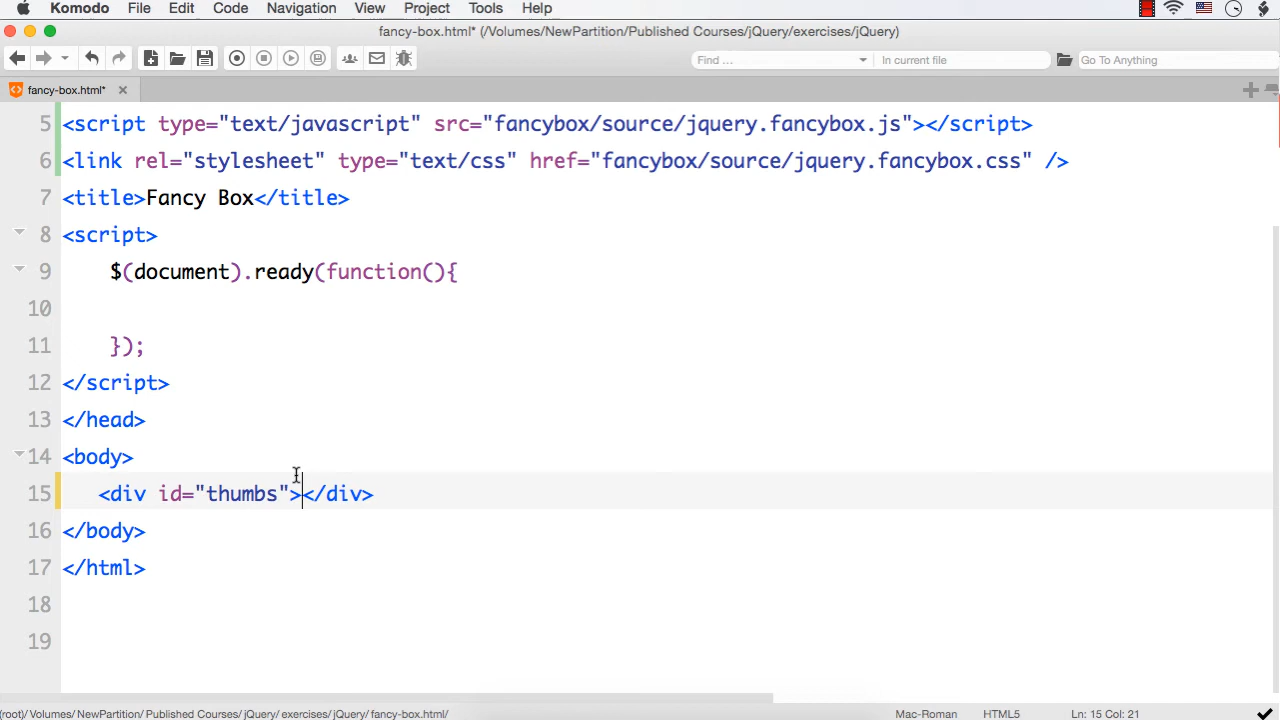 Komodo File Edit Code Navigation View Project Tools Help
fancy-box.html* (/Volumes/NewPartition/Published Courses/jQuery/exercises/jQuery)
Find ... In current file Go To Anything
fancy-box.html*
5 <script type="text/javascript" src="fancybox/source/jquery.fancybox.js"></script>
6 <link rel="stylesheet" type="text/css" href="fancybox/source/jquery.fancybox.css" />
7 <title>Fancy Box</title>
8 <script>
9 $(document).ready(function(){
10
11 });
12 </script>
13 </head>
14 <body>
15 <div id="thumbs"></div>
16 </body>
17 </html>
18
19
(root)/ Volumes/ NewPartition/ Published Courses/ jQuery/ exercises/ jQuery/ fancy-box.html/ Mac-Roman HTML5 Ln: 15 Col: 21